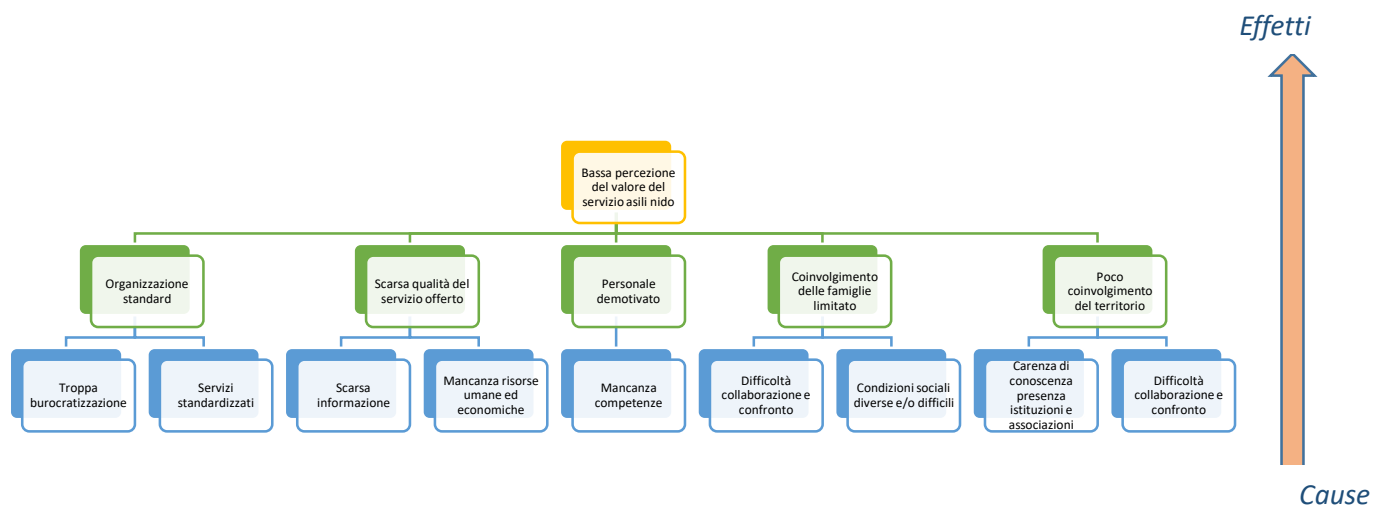 Effetti
Bassa percezione
del valore del
servizio asili nido
Organizzazione
standard
Scarsa qualità del
servizio offerto
Personale
demotivato
Coinvolgimento
delle famiglie
limitato
Poco
coinvolgimento
del territorio
Troppa
burocratizzazione
Servizi
standardizzati
Scarsa
informazione
Mancanza risorse
umane ed
economiche
Mancanza
competenze
Difficoltà
collaborazione e
confronto
Condizioni sociali
diverse e/o difficili
Carenza di
conoscenza
presenza
istituzioni e
associazioni
Difficoltà
collaborazione e
confronto
Cause